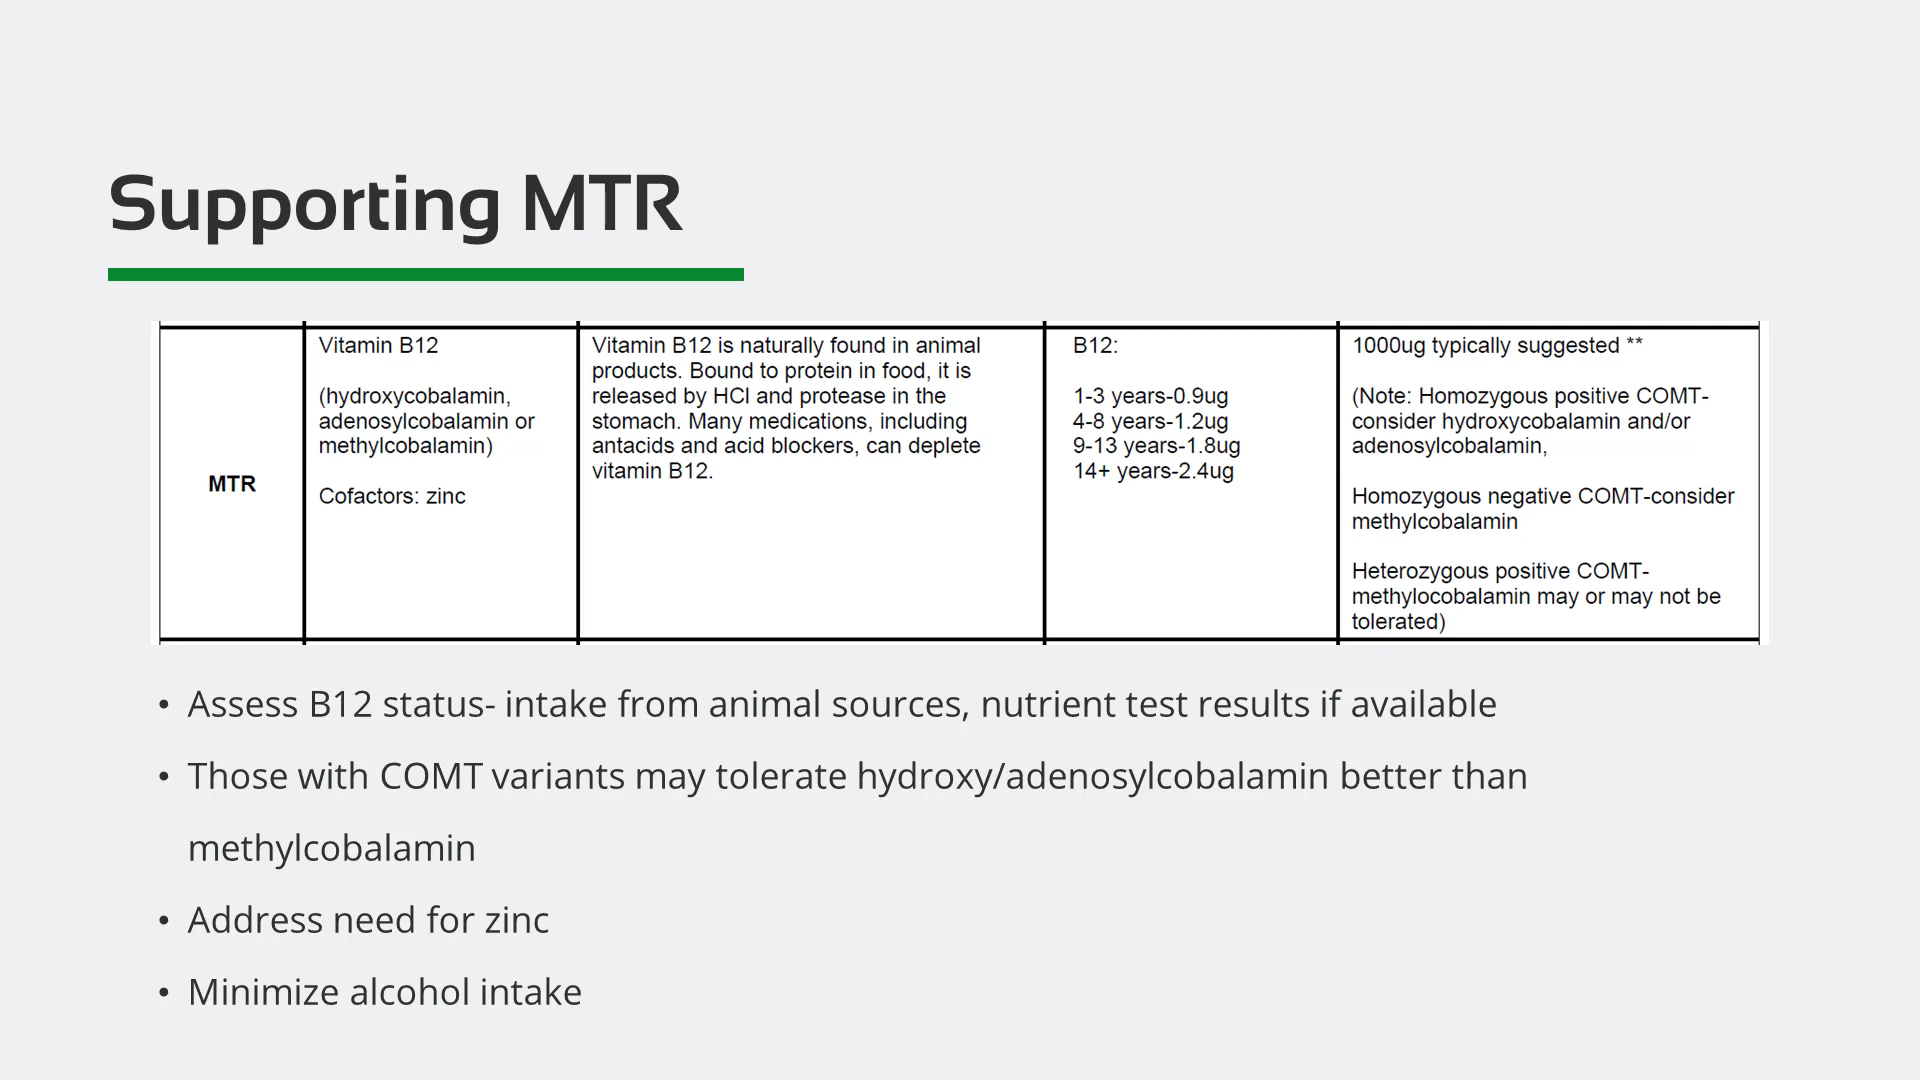 Supporting MTR
MTR
Vitamin B12
(hydroxycobalamin,
adenosylcobalamin or
methylcobalamin)
Cofactors: zinc
Vitamin B12 is naturally found in animal
products. Bound to protein in food, it is
released by HCl and protease in the
stomach. Many medications, including
antacids and acid blockers, can deplete
vitamin B12.
B12:
1-3 years-0.9ug
4-8 years-1.2ug
9-13 years-1.8ug
14+ years-2.4ug
1000ug typically suggested **
(Note: Homozygous positive COMT-
consider hydroxycobalamin and/or
adenosylcobalamin,
Homozygous negative COMT-consider
methylcobalamin
Heterozygous positive COMT-
methylocobalamin may or may not be
tolerated)
• Assess B12 status- intake from animal sources, nutrient test results if available
• Those with COMT variants may tolerate hydroxy/adenosylcobalamin better than
methylcobalamin
• Address need for zinc
• Minimize alcohol intake